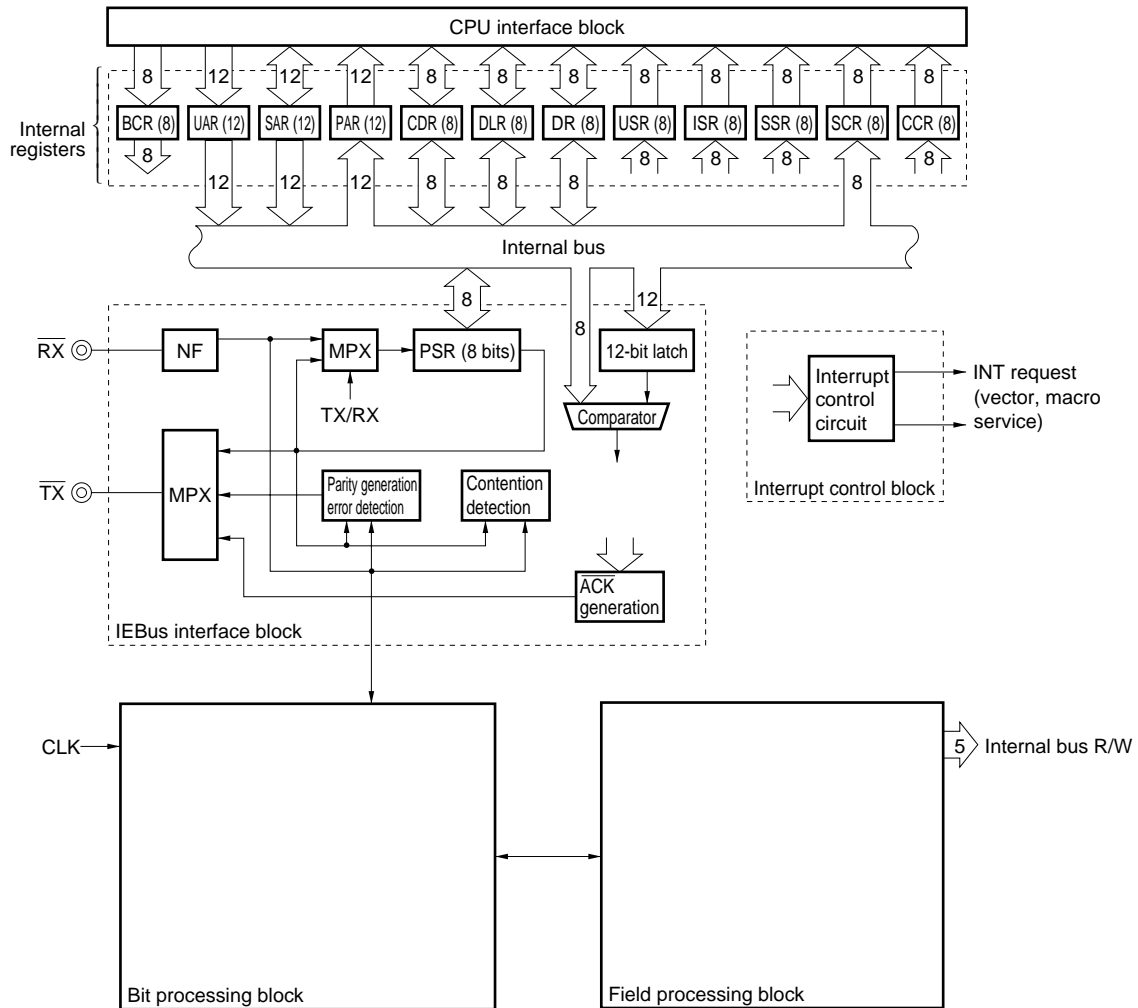 CPU interface block
8 12 12 12 8 8 8 8 8 8 8 8
Internal
registers
BCR (8) UAR (12) SAR (12) PAR (12) CDR (8) DLR (8) DR (8) USR (8) ISR (8) SSR (8) SCR (8) CCR (8)
8 8 8 8 8
12 12 12 8 8 8 8
Internal bus
8 12
8
R̅X̅ NF MPX PSR (8 bits) 12-bit latch
TX/RX
Comparator
Interrupt
control
circuit
INT request
(vector, macro
service)
Interrupt control block
T̅X̅ MPX
Parity generation
error detection
Contention
detection
A̅C̅K̅
generation
IEBus interface block
CLK
5 Internal bus R/W
Bit processing block
Field processing block